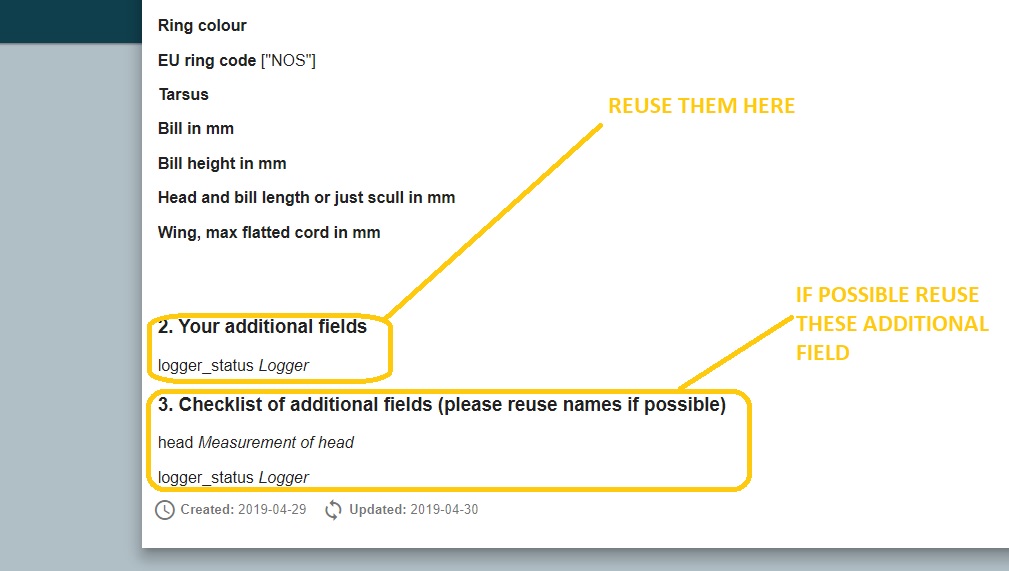 Ring colour
EU ring code ["NOS"]
Tarsus
REUSE THEM HERE
Bill in mm
Bill height in mm
Head and bill length or just scull in mm
Wing, max flatted cord in mm
IF POSSIBLE REUSE
THESE ADDITIONAL
FIELD
2. Your additional fields
logger_status Logger
3. Checklist of additional fields (please reuse names if possible)
head Measurement of head
logger_status Logger
Created: 2019-04-29 Updated: 2019-04-30